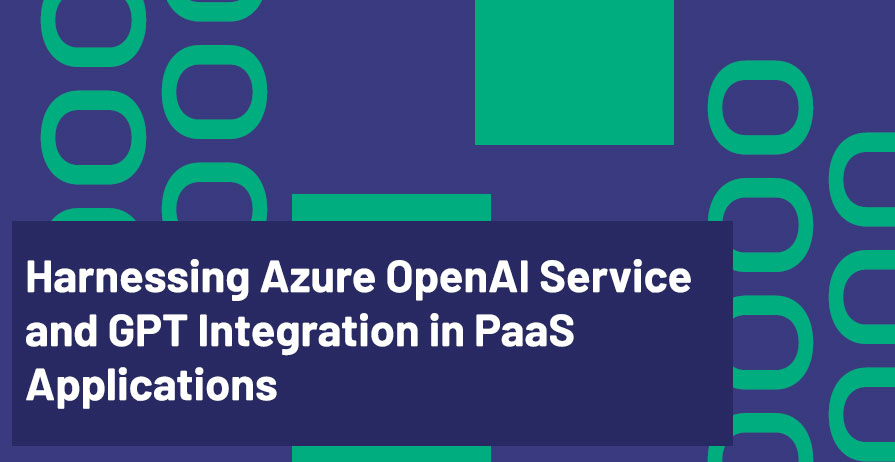 Harnessing Azure OpenAI Service
and GPT Integration in PaaS
Applications